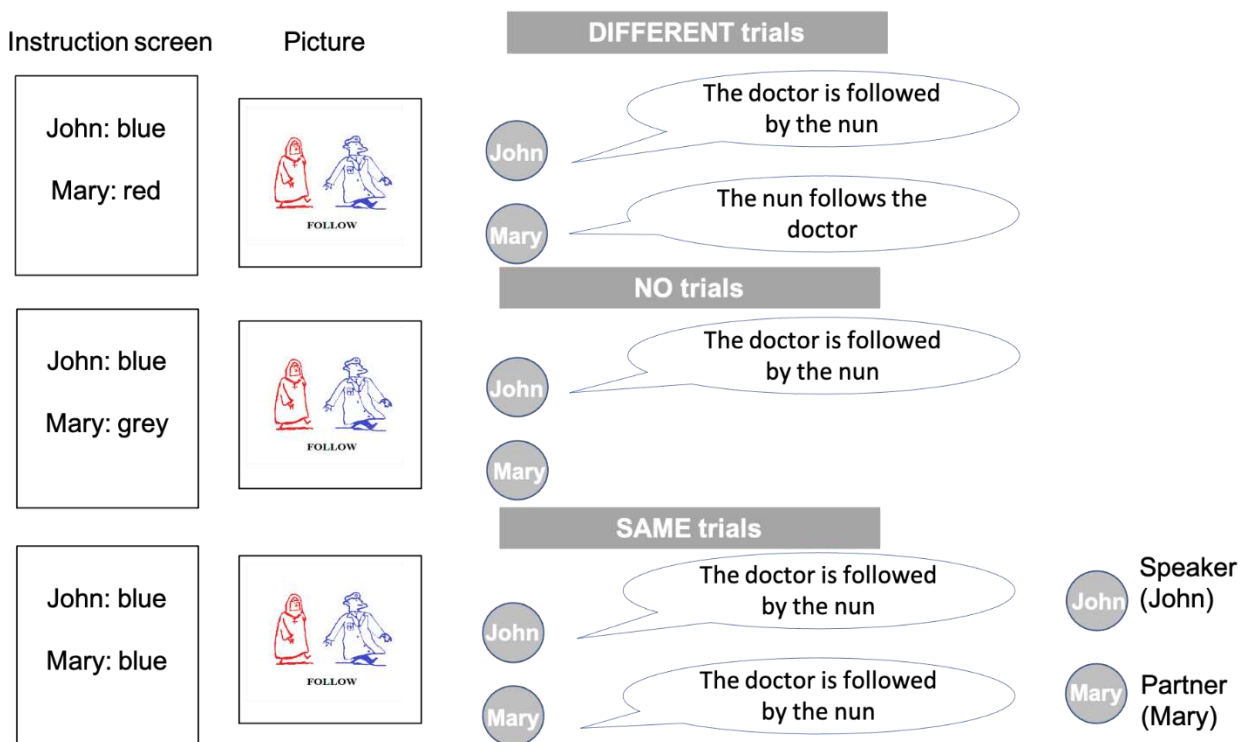 Instruction screen
Picture
DIFFERENT trials
John: blue
Mary: red
FOLLOW
John
The doctor is followed
by the nun
Mary
The nun follows the
doctor
NO trials
John: blue
Mary: grey
FOLLOW
John
The doctor is followed
by the nun
Mary
SAME trials
John: blue
Mary: blue
FOLLOW
John
The doctor is followed
by the nun
Mary
The doctor is followed
by the nun
John
Speaker
(John)
Mary
Partner
(Mary)